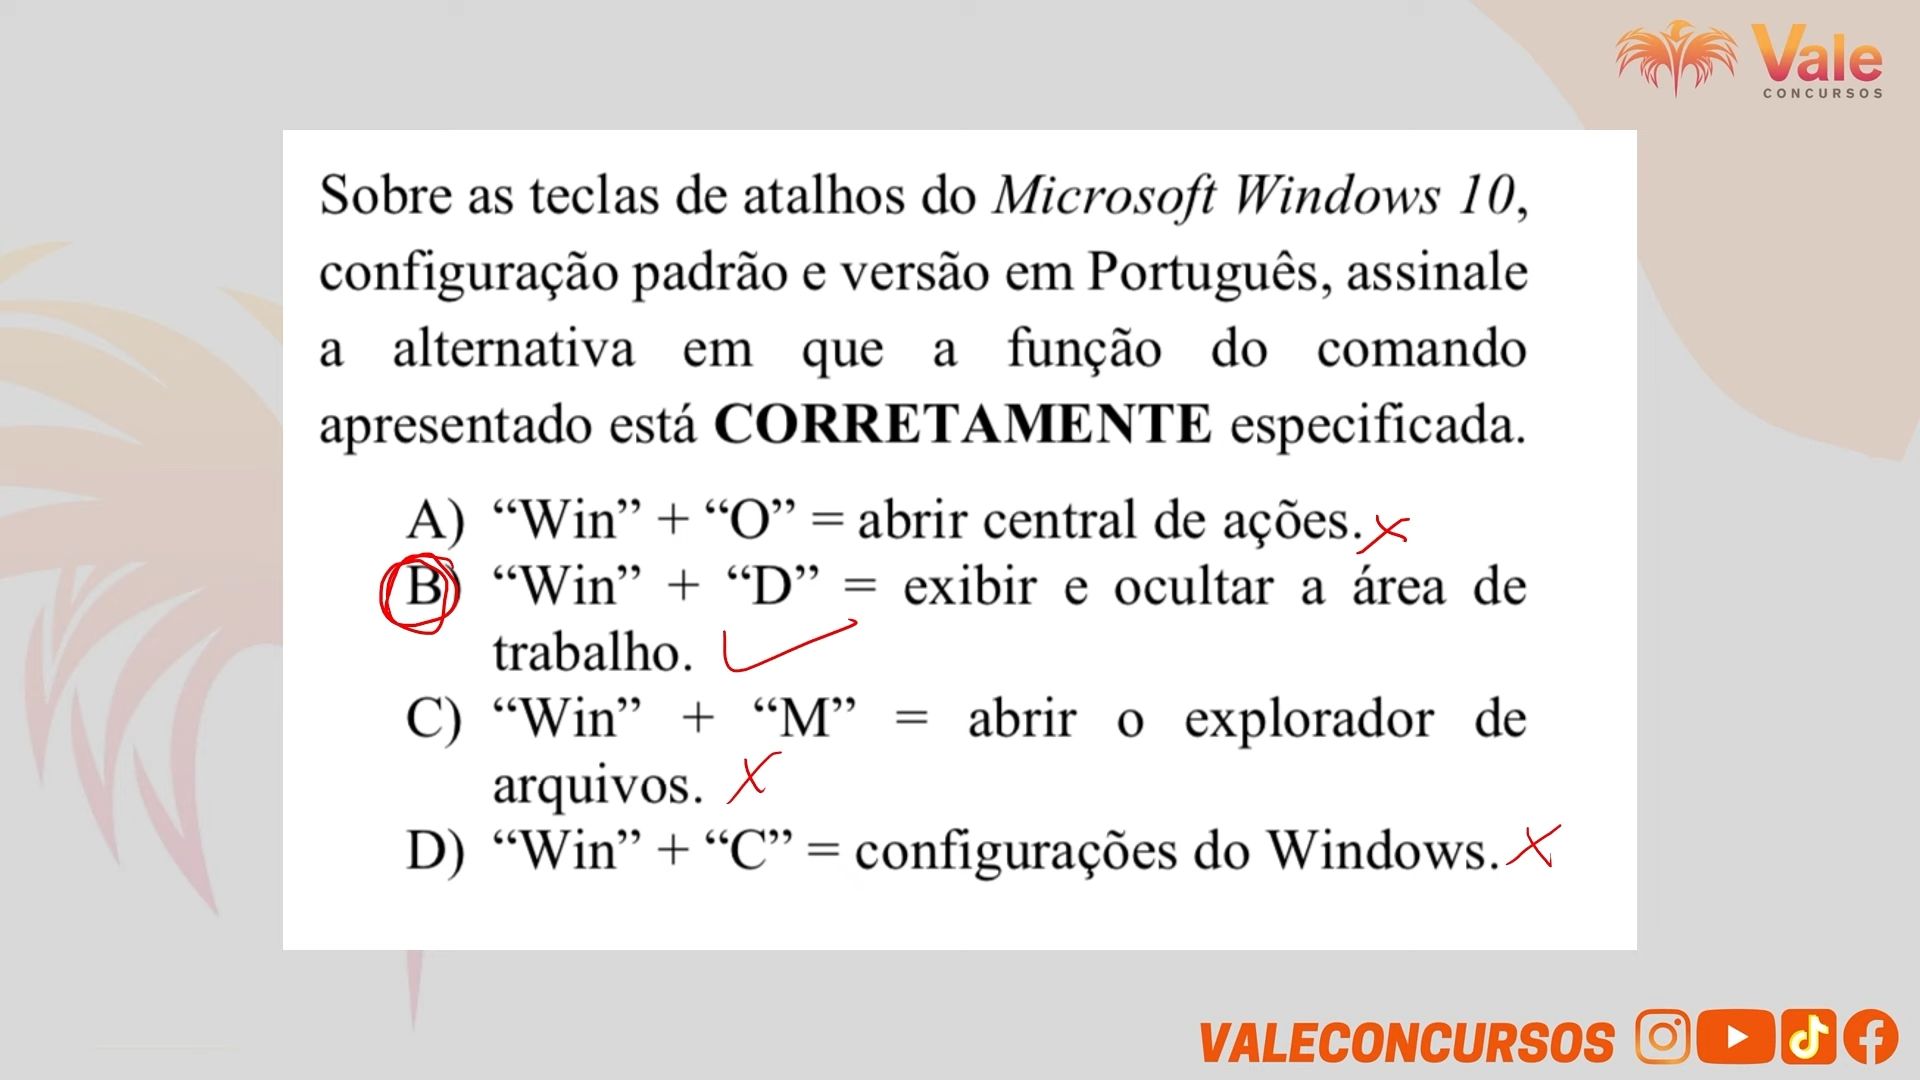 Vale
CONCURSOS
Sobre as teclas de atalhos do Microsoft Windows 10,
configuração padrão e versão em Português, assinale
a alternativa em que a função do comando
apresentado está CORRETAMENTE especificada.
A) “Win” + “O” = abrir central de ações.
B) “Win” + “D” = exibir e ocultar a área de
trabalho.
C) “Win” + “M” = abrir o explorador de
arquivos.
D) “Win” + “C” = configurações do Windows.
VALECONCURSOS